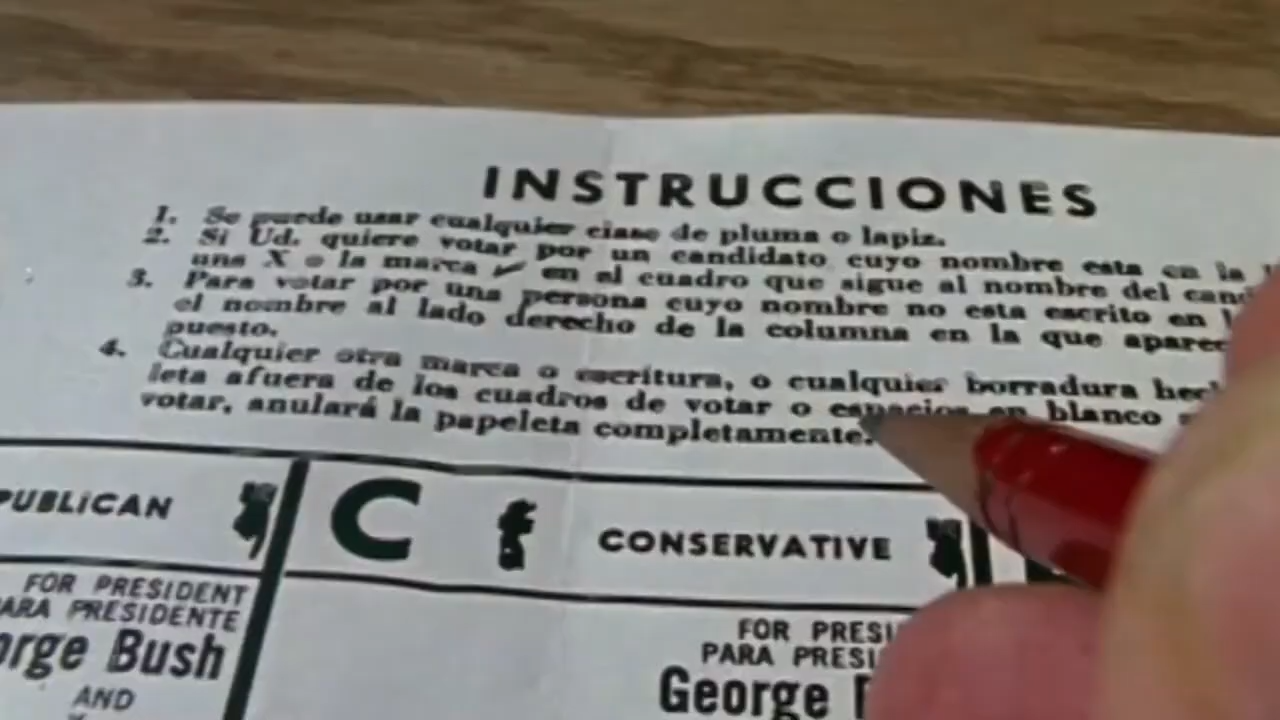 INSTRUCCIONES
1. Se puede usar cualquier clase de pluma o lapiz.
2. Si Ud. quiere votar por un candidato cuyo nombre esta en la
una X o la marca ✓ en el cuadro que sigue al nombre del
3. Para votar por una persona cuyo nombre no esta escrito en
el nombre al lado derecho de la columna en la que
puesto.
4. Cualquier otra marca o escritura, o cualquier borradura
leta afuera de los cuadros de votar o espacios en blanco
votar, anulará la papeleta completamente.
PUBLICAN
C
CONSERVATIVE
FOR PRESIDENT
ARA PRESIDENTE
orge Bush
AND
FOR PRESI
PARA PRESI
George